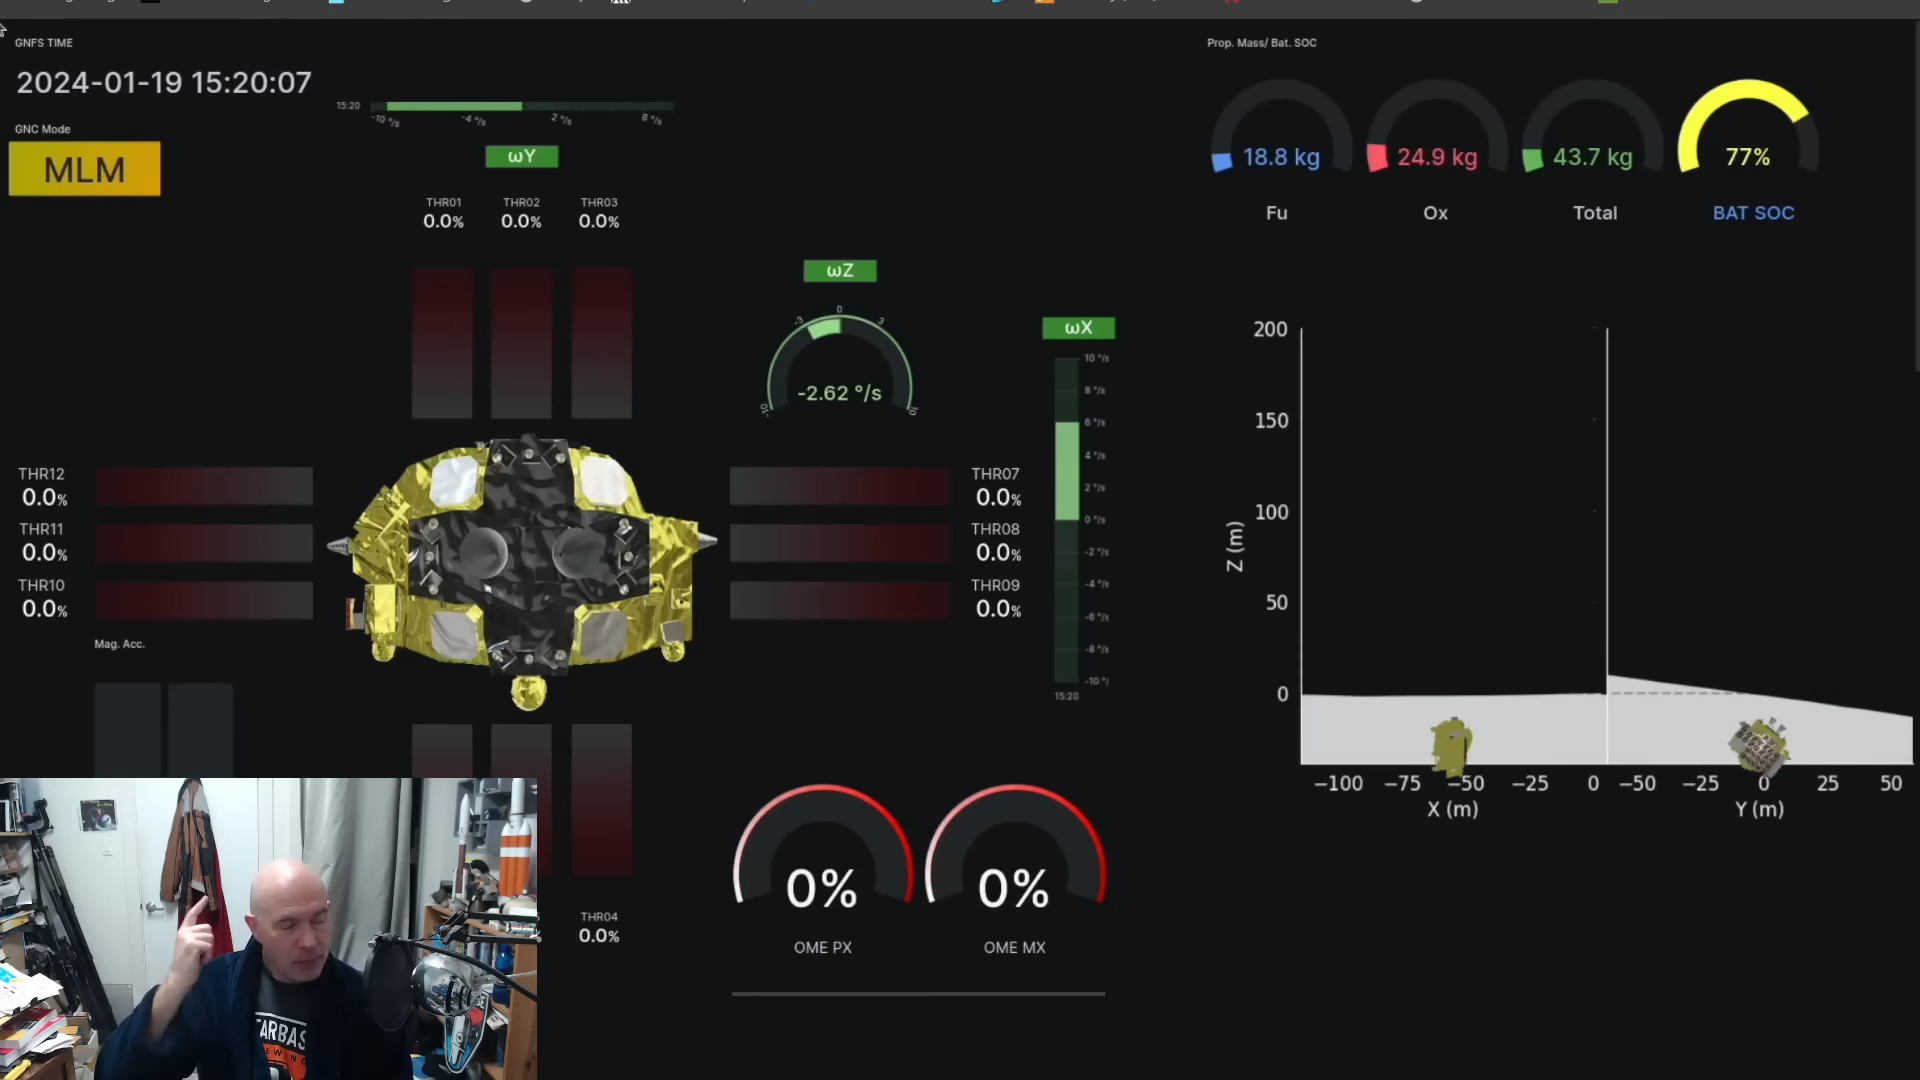 GNFS TIME
2024-01-19 15:20:07
GNC Mode
MLM
15:20
-10 °/s
-4 °/s
2 °/s
8 °/s
ωY
THR01
THR02
THR03
0.0%
0.0%
0.0%
ωZ
-10
-3
0
3
10
-2.62 °/s
ωX
10 °/s
8 °/s
6 °/s
4 °/s
2 °/s
0 °/s
-2 °/s
-4 °/s
-6 °/s
-8 °/s
-10 °/
15:20
THR12
0.0%
THR11
0.0%
THR10
0.0%
THR07
0.0%
THR08
0.0%
THR09
0.0%
Mag. Acc.
THR04
0.0%
0%
0%
OME PX
OME MX
Prop. Mass/ Bat. SOC
18.8 kg
24.9 kg
43.7 kg
77%
Fu
Ox
Total
BAT SOC
200
150
100
50
0
Z (m)
−100
−75
−50
−25
0
−50
−25
0
25
50
X (m)
Y (m)